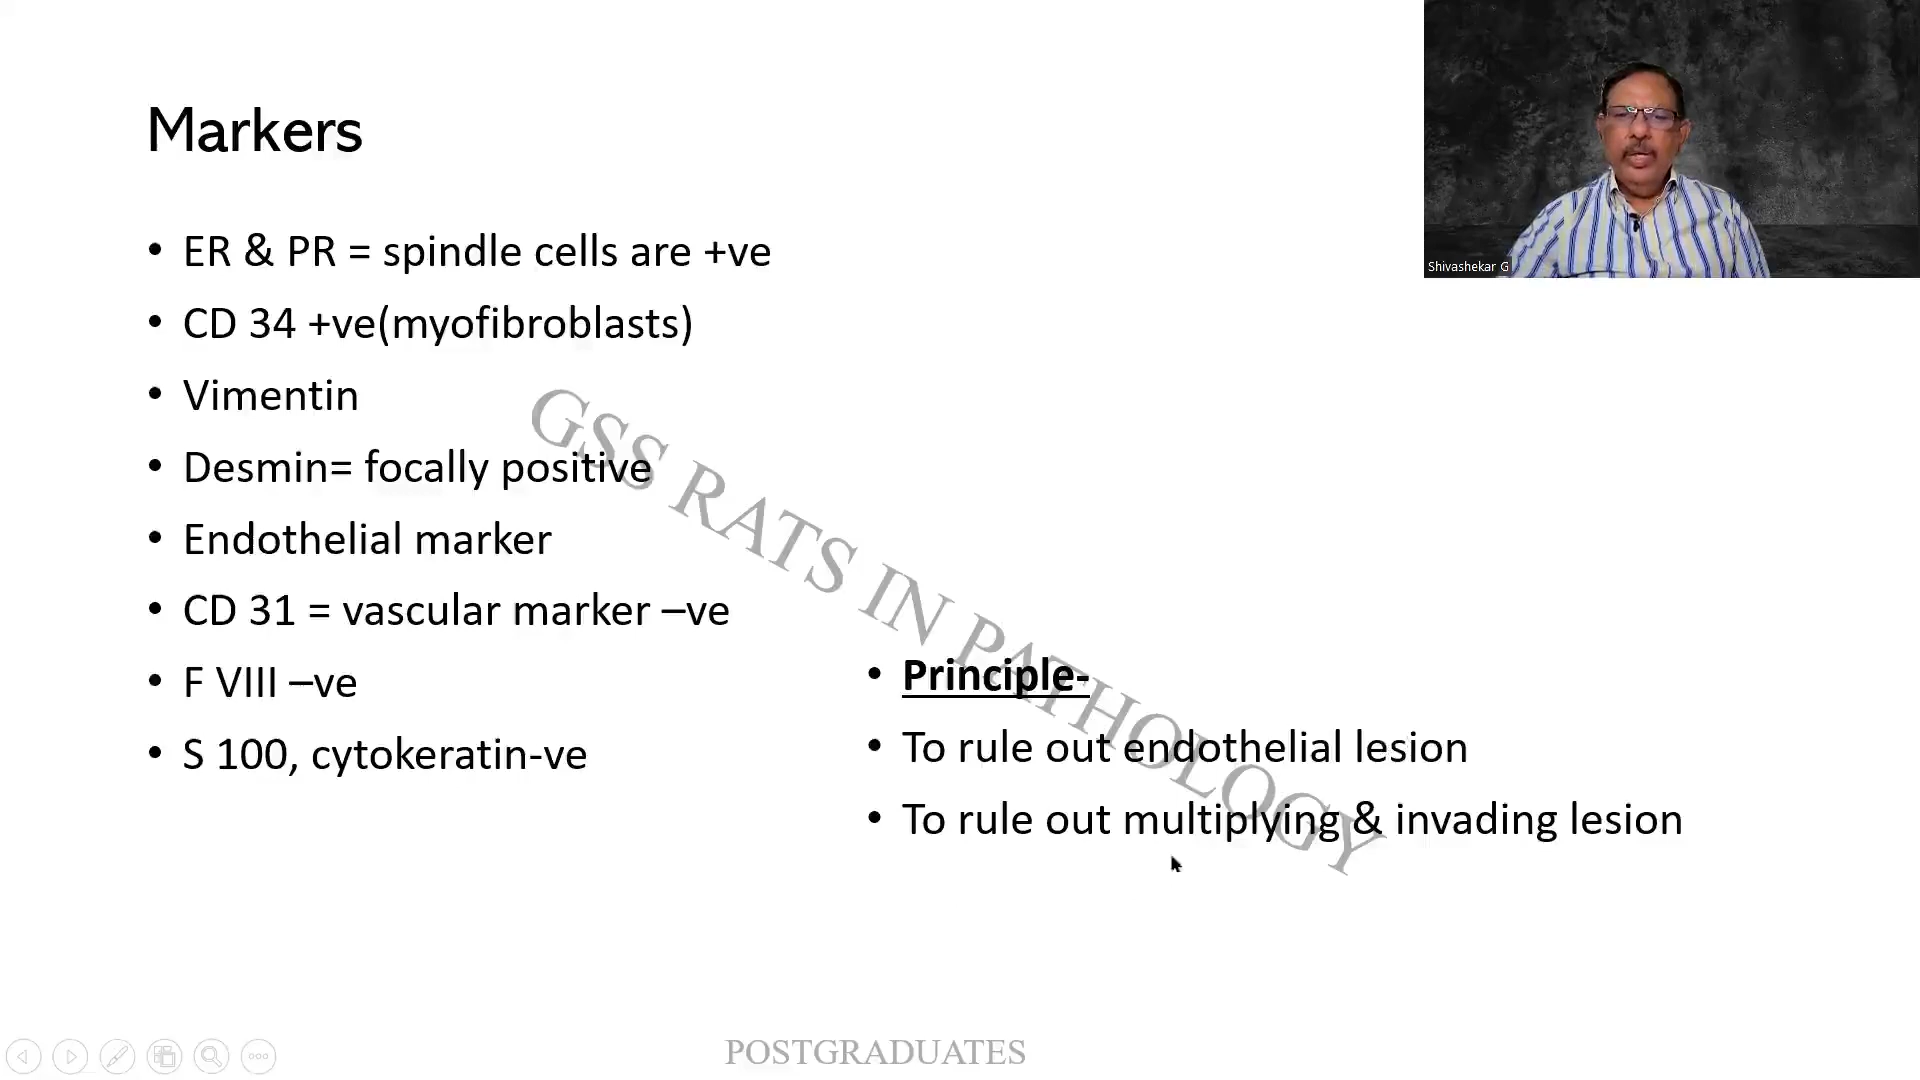 Markers
• ER & PR = spindle cells are +ve
• CD 34 +ve(myofibroblasts)
• Vimentin
• Desmin= focally positive
• Endothelial marker
• CD 31 = vascular marker –ve
• F VIII –ve
• S 100, cytokeratin-ve
• Principle-
• To rule out endothelial lesion
• To rule out multiplying & invading lesion
GSS RATS IN PATHOLOGY
Shivashekar G
POSTGRADUATES